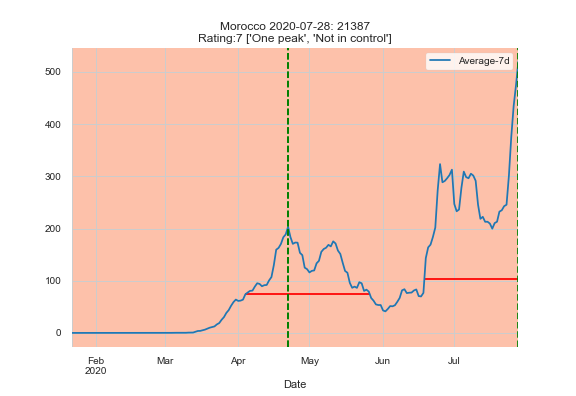 Morocco 2020-07-28: 21387
Rating:7 ['One peak', 'Not in control']
Average-7d
500
400
300
200
100
0
Feb Mar Apr May Jun Jul
2020
Date